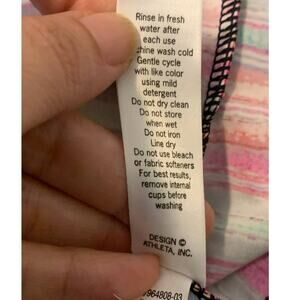 Rinse in fresh
water after
each use
chine wash cold
Gentle cycle
with like color
using mild
detergent
Do not dry clean
Do not store
when wet
Do not iron
Line dry
Do not use bleach
or fabric softeners
For best results,
remove internal
cups before
washing
DESIGN ©
ATHLETA, INC.
964808-03